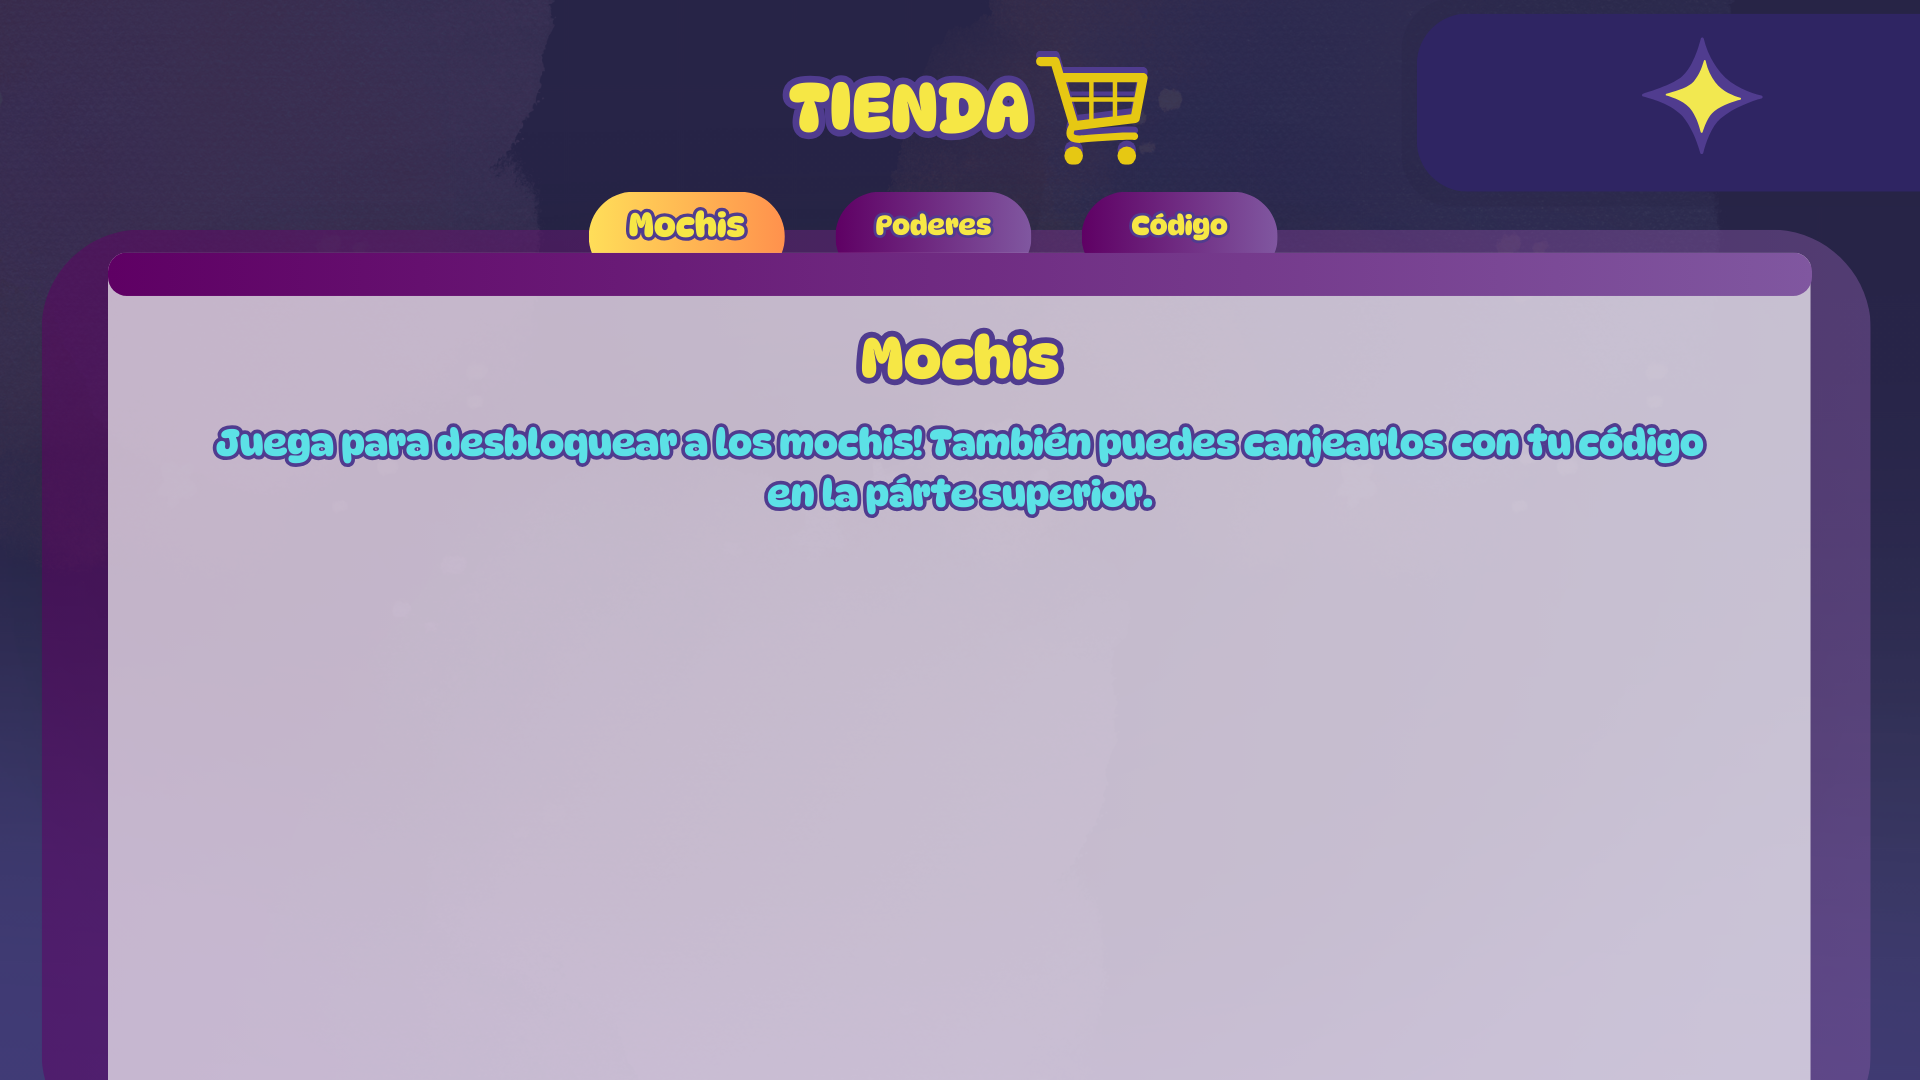 TIENDA
Mochis
Poderes
Código
Mochis
Juega para desbloquear a los mochis! También puedes canjearlos con tu código
en la párte superior.